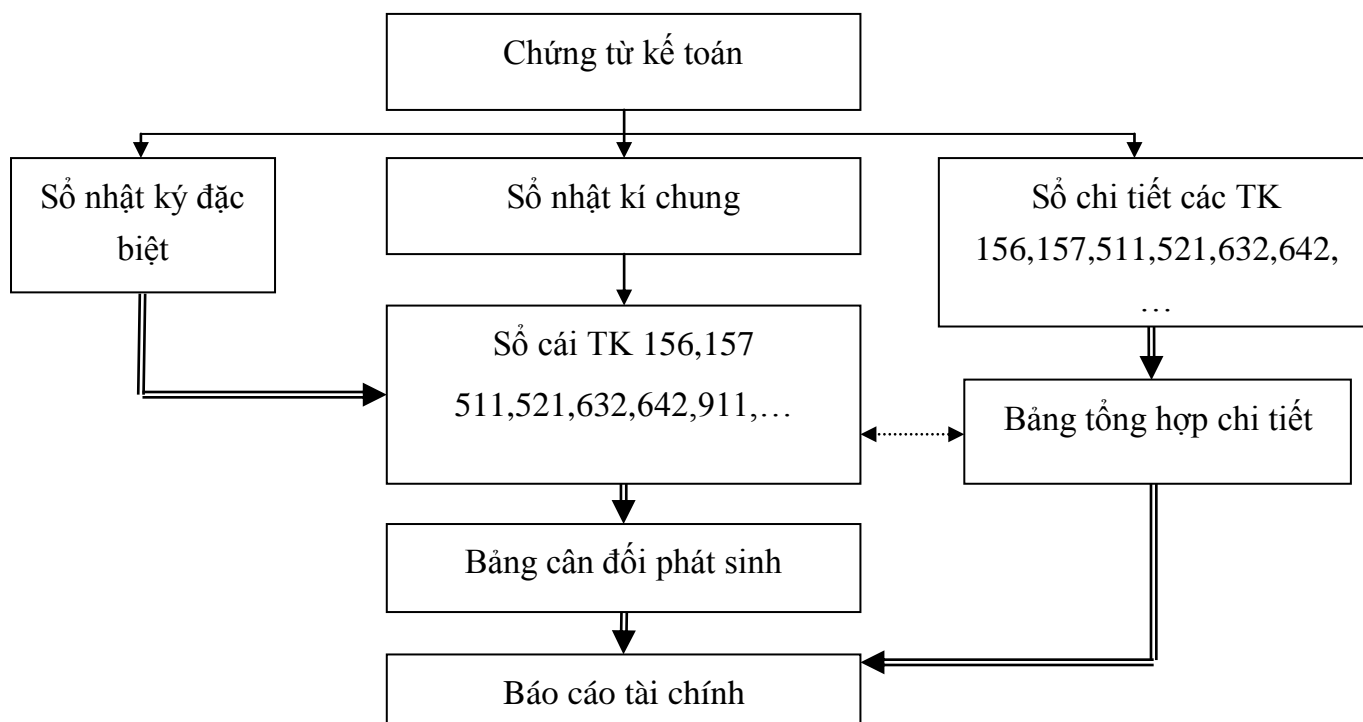 Chứng từ kế toán
Sổ nhật ký đặc
biệt
Sổ nhật kí chung
Sổ chi tiết các TK
156,157,511,521,632,642,
…
Sổ cái TK 156,157
511,521,632,642,911,…
Bảng tổng hợp chi tiết
Bảng cân đối phát sinh
Báo cáo tài chính